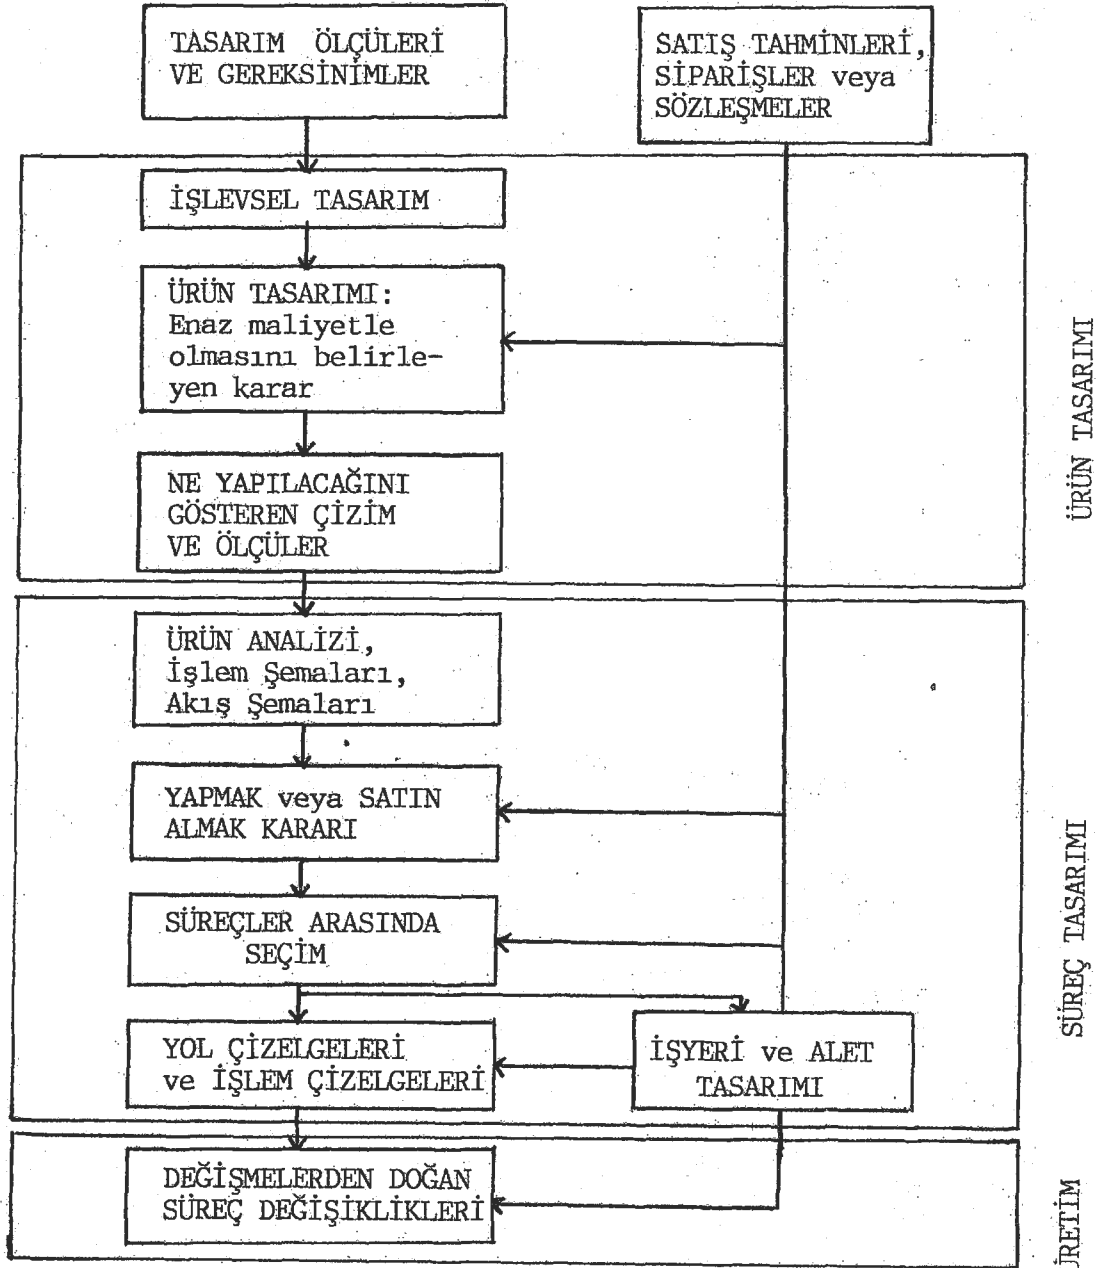 TASARIM ÖLÇÜLERİ
VE GEREKSİNİMLER
SATIŞ TAHMİNLERİ,
SİPARİŞLER veya
SÖZLEŞMELER
İŞLEVSEL TASARIM
ÜRÜN TASARIMI:
Enaz maliyetle
olmasını belirle-
yen karar
NE YAPILACAĞINI
GÖSTEREN ÇİZİM
VE ÖLÇÜLER
ÜRÜN TASARIMI
ÜRÜN ANALİZİ,
İşlem Şemaları,
Akış Şemaları
YAPMAK veya SATIN
ALMAK KARARI
SÜREÇLER ARASINDA
SEÇİM
YOL ÇİZELGELERİ
ve İŞLEM ÇİZELGELERİ
İŞYERİ ve ALET
TASARIMI
SÜREÇ TASARIMI
DEĞİŞMELERDEN DOĞAN
SÜREÇ DEĞİŞİKLİKLERİ